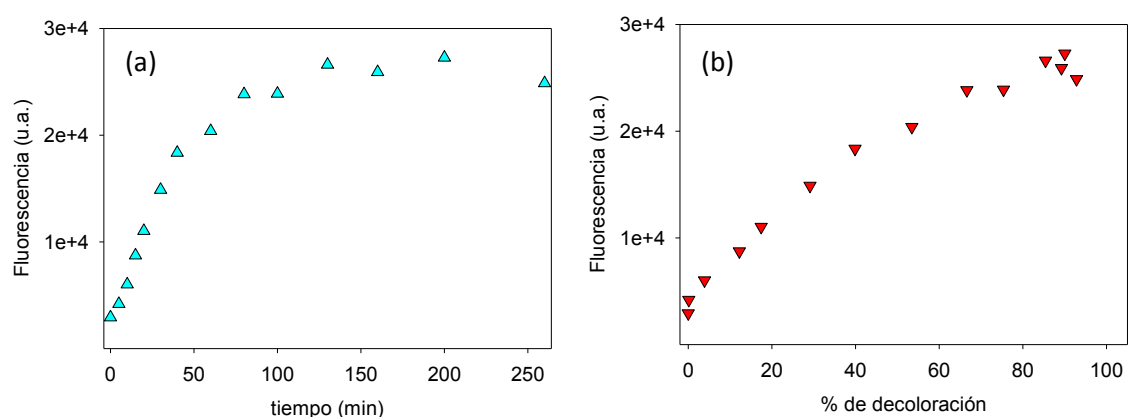 3e+4
(a)
2e+4
1e+4
Fluorescencia (u.a.)
0 50 100 150 200 250
tiempo (min)
3e+4
(b)
2e+4
1e+4
Fluorescencia (u.a.)
0 20 40 60 80 100
% de decoloración